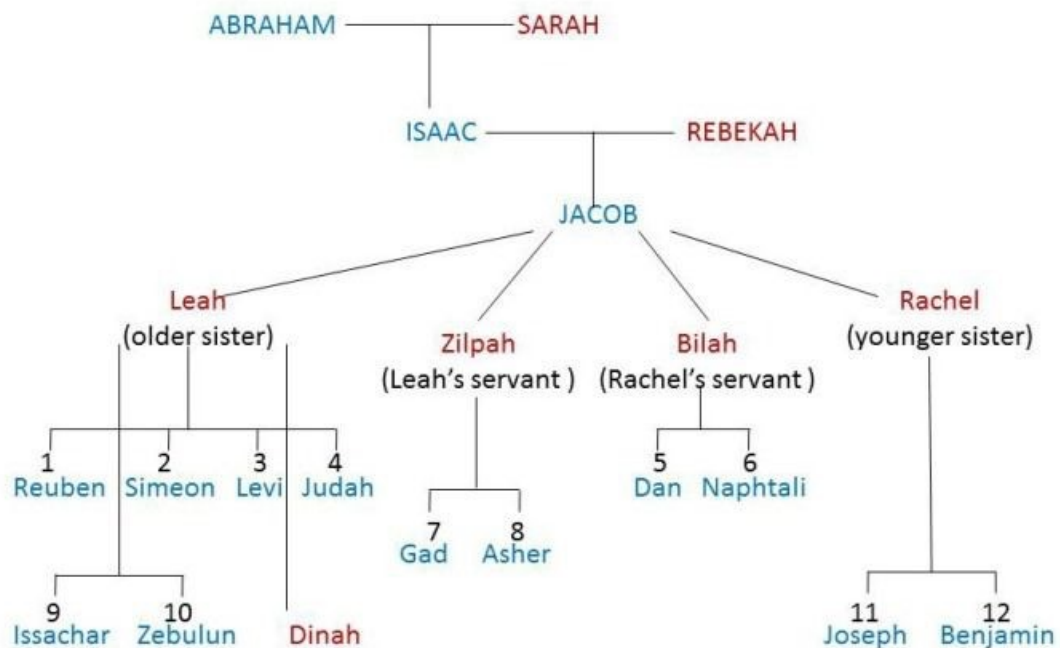 ABRAHAM SARAH
ISAAC REBEKAH
JACOB
Leah Rachel
(older sister) Zilpah Bilah (younger sister)
(Leah's servant ) (Rachel's servant )
1 2 3 4 5 6
Reuben Simeon Levi Judah Dan Naphtali
7 8
Gad Asher
9 10 11 12
Issachar Zebulun Dinah Joseph Benjamin